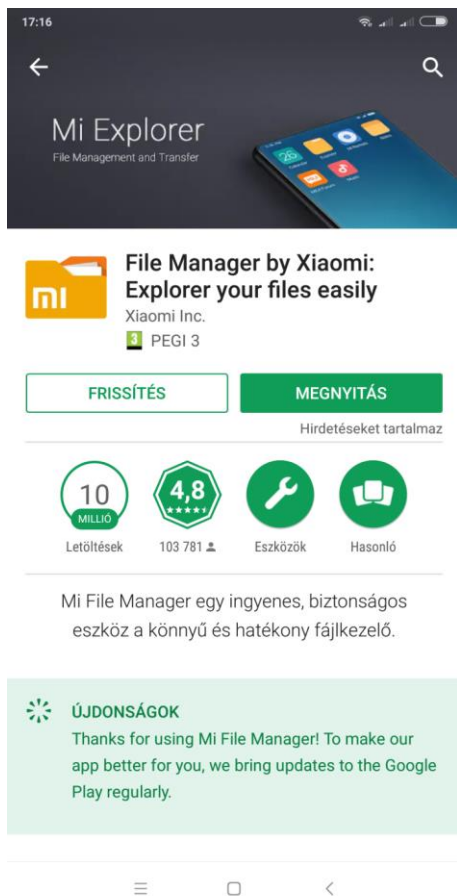 17:16
Mi Explorer
File Management and Transfer
File Manager by Xiaomi:
Explorer your files easily
Xiaomi Inc.
3 PEGI 3
FRISSÍTÉS
MEGNYITÁS
Hirdetéseket tartalmaz
10
MILLIÓ
Letöltések
4,8
103 781
Eszközök
Hasonló
Mi File Manager egy ingyenes, biztonságos
eszköz a könnyű és hatékony fájlkezelő.
ÚJDONSÁGOK
Thanks for using Mi File Manager! To make our
app better for you, we bring updates to the Google
Play regularly.